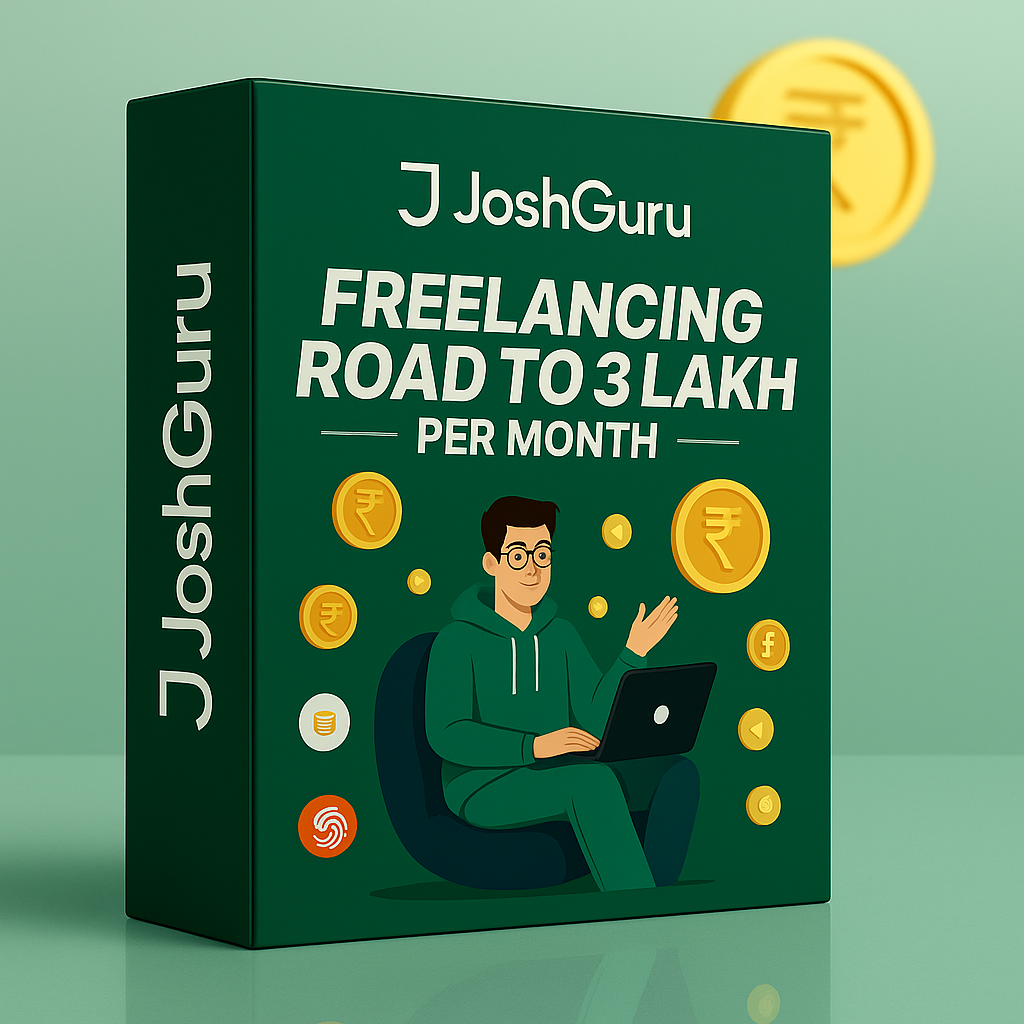 J JoshGuru
J JoshGuru
FREELANCING
ROAD TO 3 LAKH
PER MONTH
₹
₹
₹
₹
f